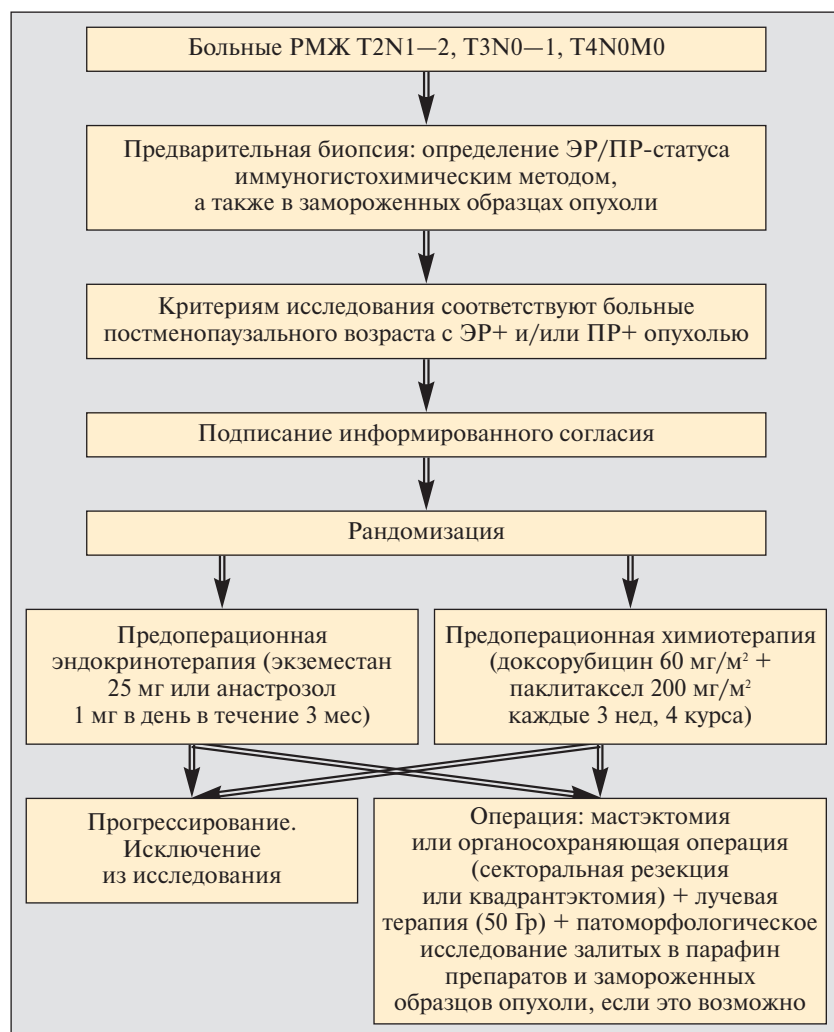 Больные РМЖ T2N1—2, T3N0—1, T4N0M0
Предварительная биопсия: определение ЭР/ПР-статуса
иммуногистохимическим методом,
а также в замороженных образцах опухоли
Критериям исследования соответствуют больные
постменопаузального возраста с ЭР+ и/или ПР+ опухолью
Подписание информированного согласия
Рандомизация
Предоперационная
эндокринотерапия (экземестан
25 мг или анастрозол
1 мг в день в течение 3 мес)
Предоперационная химиотерапия
(доксорубицин 60 мг/м² +
паклитаксел 200 мг/м²
каждые 3 нед, 4 курса)
Прогрессирование.
Исключение
из исследования
Операция: мастэктомия
или органосохраняющая операция
(секторальная резекция
или квадрантэктомия) + лучевая
терапия (50 Гр) + патоморфологическое
исследование залитых в парафин
препаратов и замороженных
образцов опухоли, если это возможно